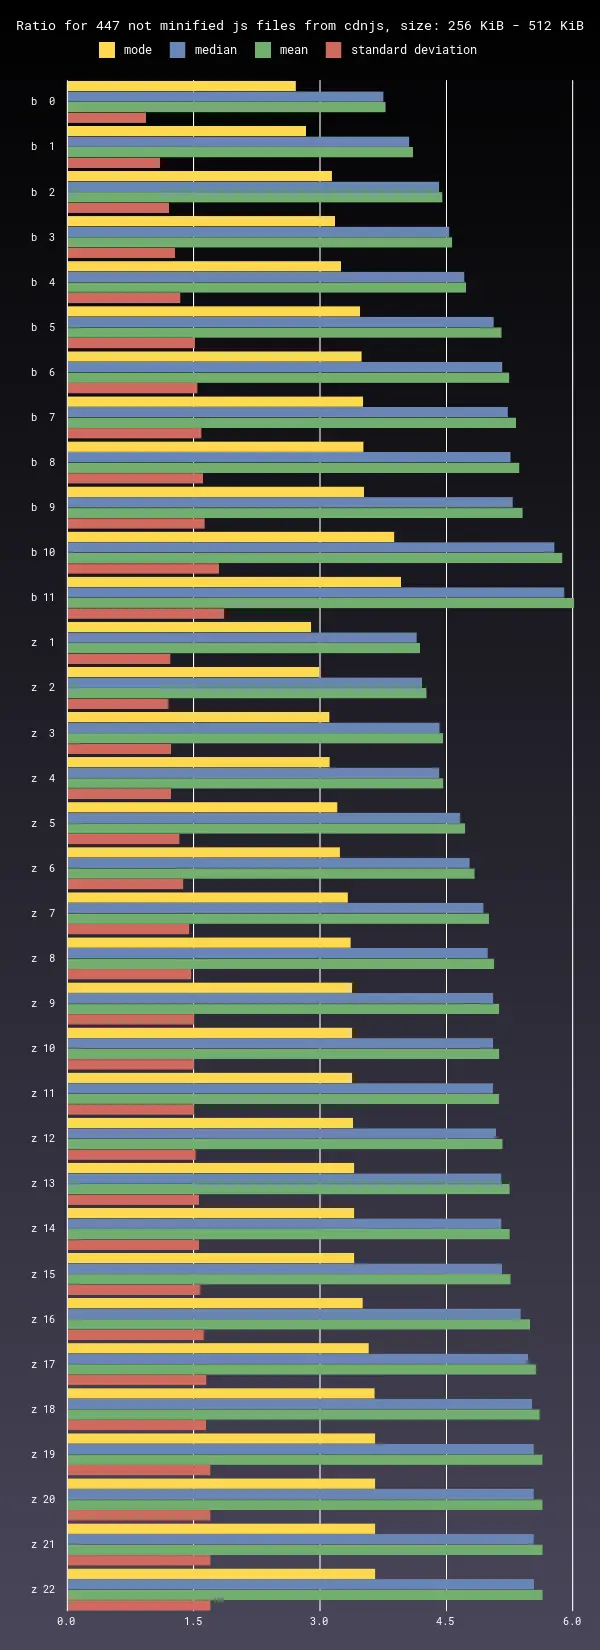 Ratio for 447 not minified js files from cdnjs, size: 256 KiB - 512 KiB
mode median mean standard deviation
b 0
b 1
b 2
b 3
b 4
b 5
b 6
b 7
b 8
b 9
b 10
b 11
z 1
z 2
z 3
z 4
z 5
z 6
z 7
z 8
z 9
z 10
z 11
z 12
z 13
z 14
z 15
z 16
z 17
z 18
z 19
z 20
z 21
z 22
0.0 1.5 3.0 4.5 6.0